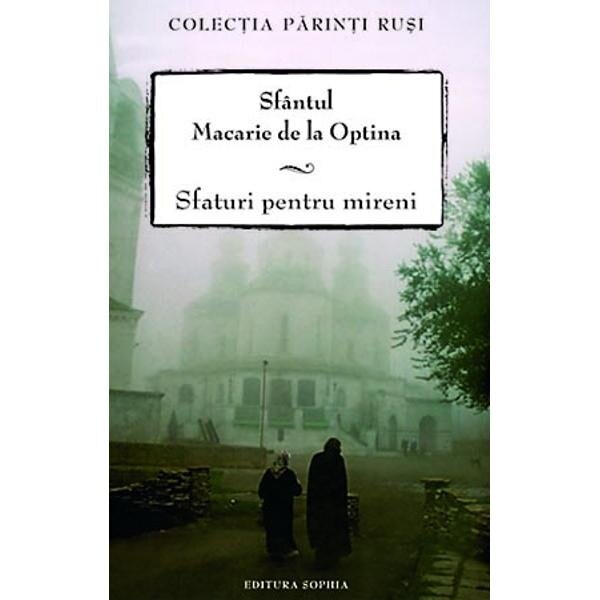 COLECȚIA PĂRINȚI RUȘI
Sfântul
Macarie de la Optina
Sfaturi pentru mireni
EDITURA SOPHIA